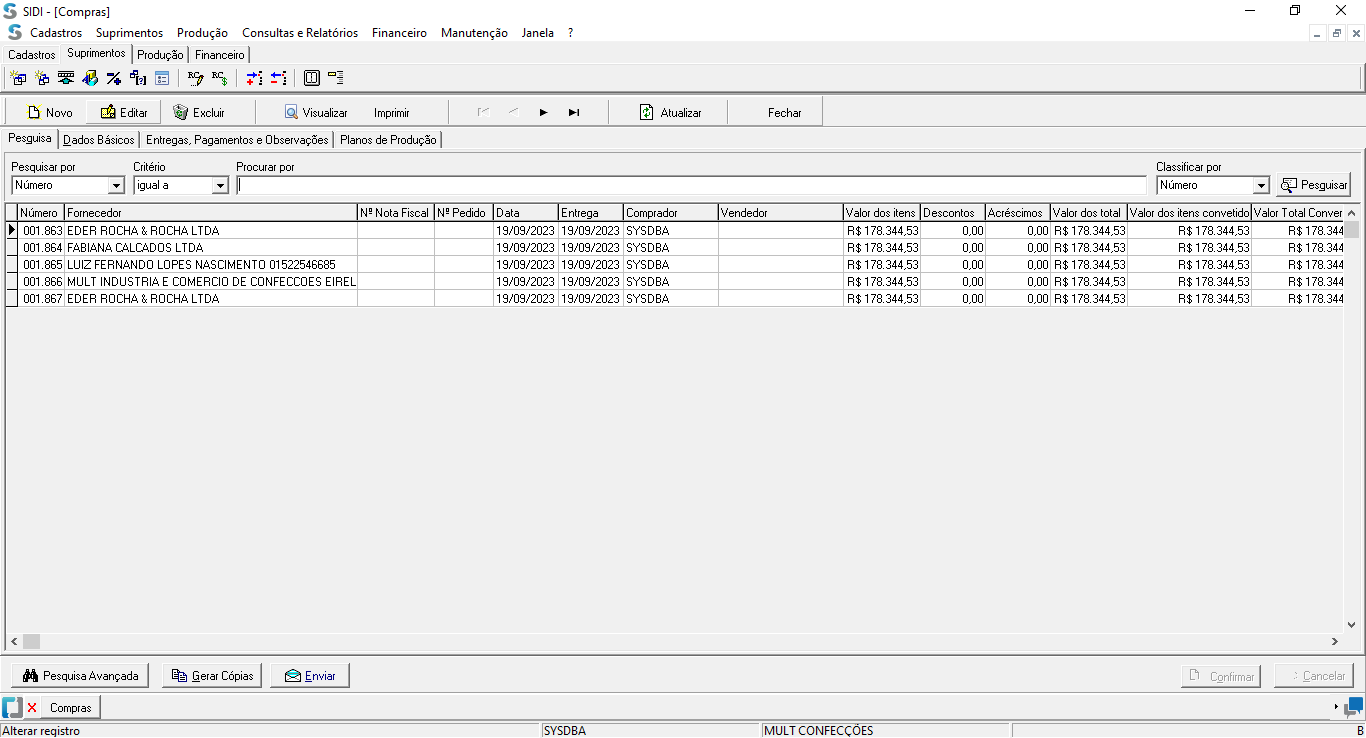 SIDI - [Compras]
Cadastros Suprimentos Produção Consultas e Relatórios Financeiro Manutenção Janela ?
Cadastros Suprimentos Produção Financeiro
Novo Editar Excluir Visualizar Imprimir Atualizar Fechar
Pesquisa Dados Básicos Entregas, Pagamentos e Observações Planos de Produção
Pesquisar por Critério Procurar por Classificar por
Número igual a Número Pesquisar
Número Fornecedor Nº Nota Fiscal Nº Pedido Data Entrega Comprador Vendedor Valor dos itens Descontos Acréscimos Valor dos total Valor dos itens convetido Valor Total Conver
001.863 EDER ROCHA & ROCHA LTDA 19/09/2023 19/09/2023 SYSDBA R$ 178.344,53 0,00 0,00 R$ 178.344,53 R$ 178.344,53 R$ 178.344
001.864 FABIANA CALCADOS LTDA 19/09/2023 19/09/2023 SYSDBA R$ 178.344,53 0,00 0,00 R$ 178.344,53 R$ 178.344,53 R$ 178.344
001.865 LUIZ FERNANDO LOPES NASCIMENTO 01522546685 19/09/2023 19/09/2023 SYSDBA R$ 178.344,53 0,00 0,00 R$ 178.344,53 R$ 178.344,53 R$ 178.344
001.866 MULT INDUSTRIA E COMERCIO DE CONFECCOES EIREL 19/09/2023 19/09/2023 SYSDBA R$ 178.344,53 0,00 0,00 R$ 178.344,53 R$ 178.344,53 R$ 178.344
001.867 EDER ROCHA & ROCHA LTDA 19/09/2023 19/09/2023 SYSDBA R$ 178.344,53 0,00 0,00 R$ 178.344,53 R$ 178.344,53 R$ 178.344
Pesquisa Avançada Gerar Cópias Enviar Confirmar Cancelar
Compras
Alterar registro SYSDBA MULT CONFECÇÕES B